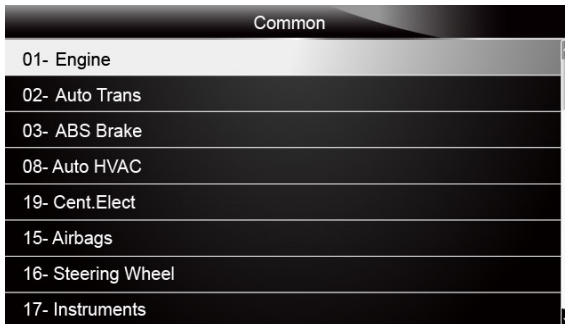 Common
01- Engine
02- Auto Trans
03- ABS Brake
08- Auto HVAC
19- Cent.Elect
15- Airbags
16- Steering Wheel
17- Instruments